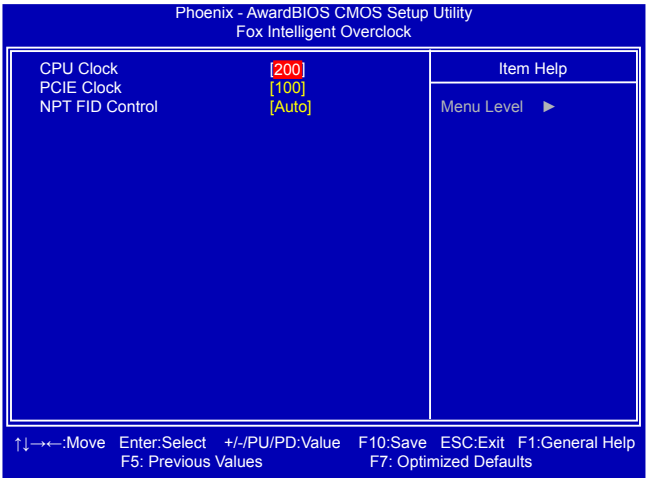 Phoenix - AwardBIOS CMOS Setup Utility
Fox Intelligent Overclock
CPU Clock [200]
PCIE Clock [100]
NPT FID Control [Auto]
Item Help
Menu Level ►
↑↓→←:Move Enter:Select +/-/PU/PD:Value F10:Save ESC:Exit F1:General Help
F5: Previous Values F7: Optimized Defaults